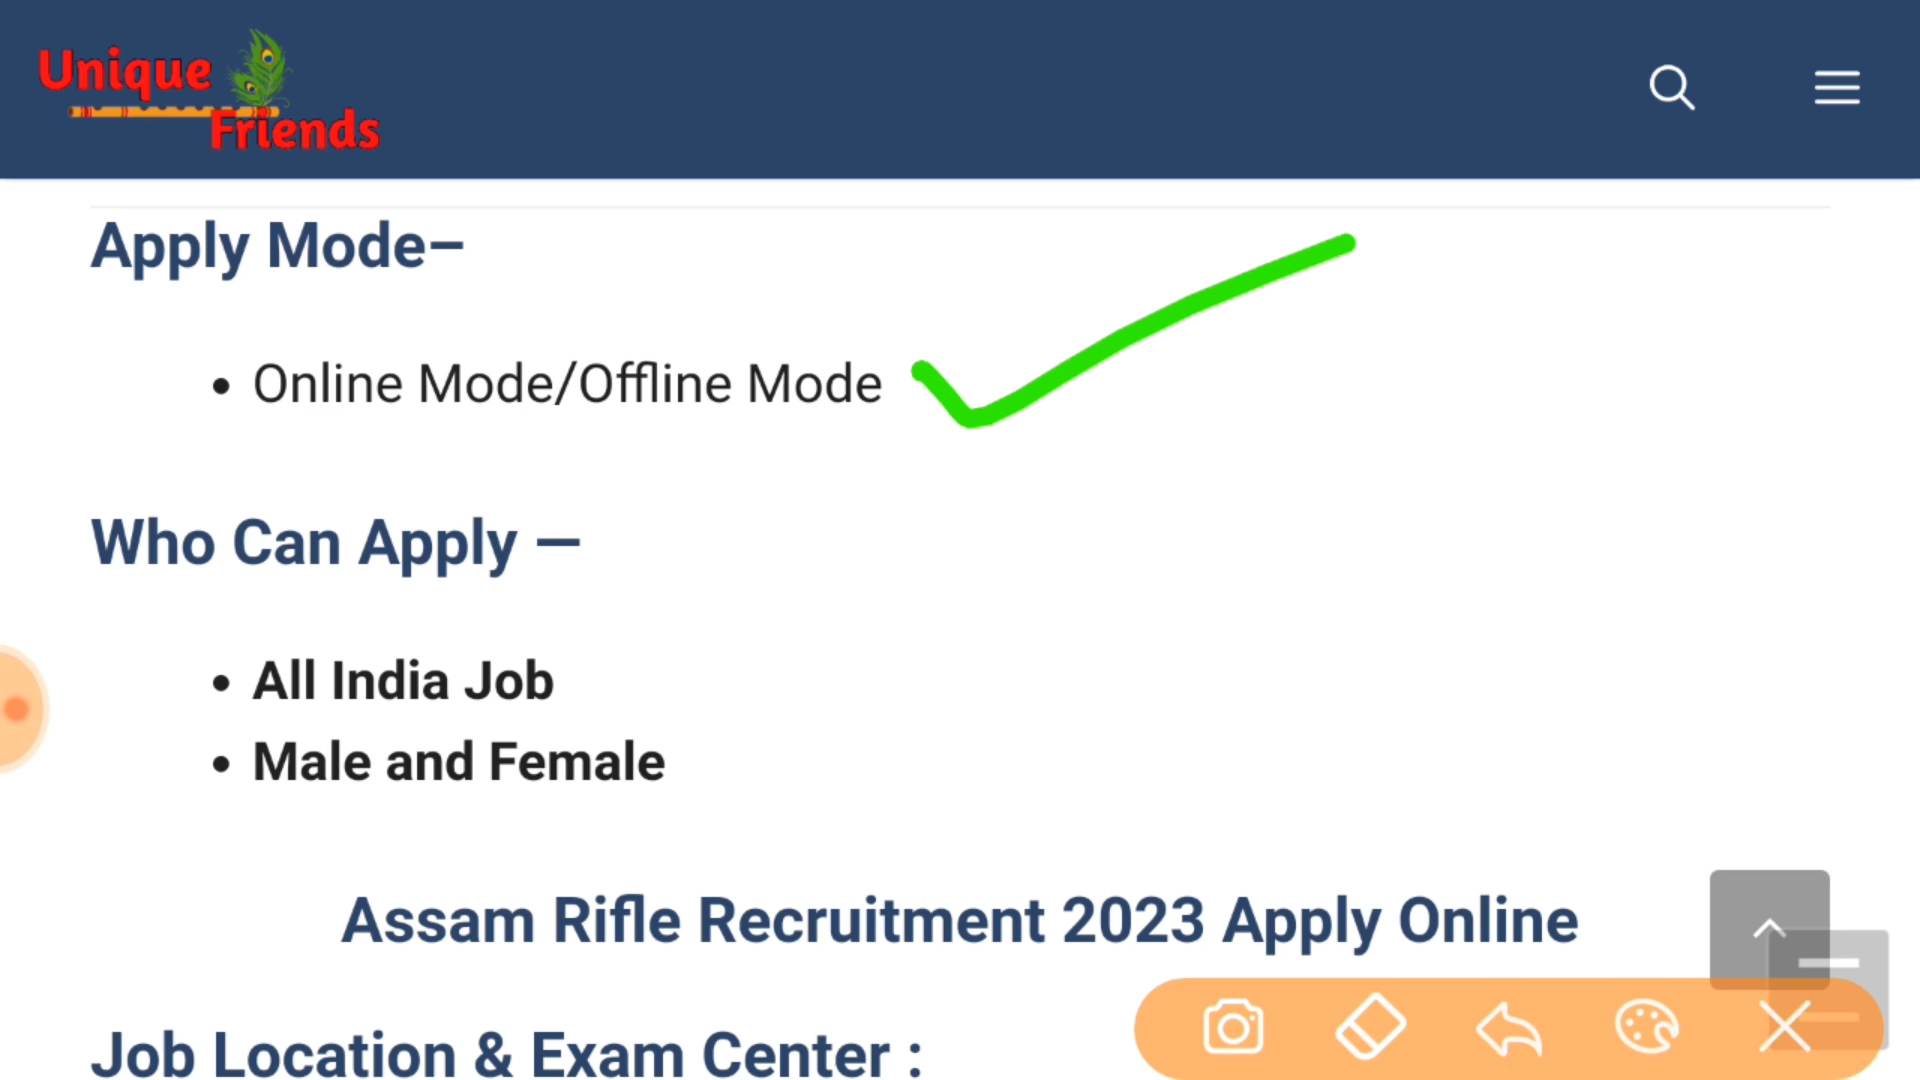 Unique
Friends
Apply Mode–
• Online Mode/Offline Mode
Who Can Apply —
• All India Job
• Male and Female
Assam Rifle Recruitment 2023 Apply Online
Job Location & Exam Center :